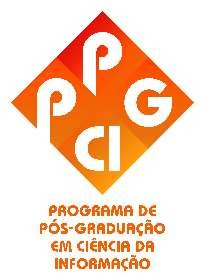 P
P G
CI
PROGRAMA DE
PÓS-GRADUAÇÃO
EM CIÊNCIA DA
INFORMAÇÃO